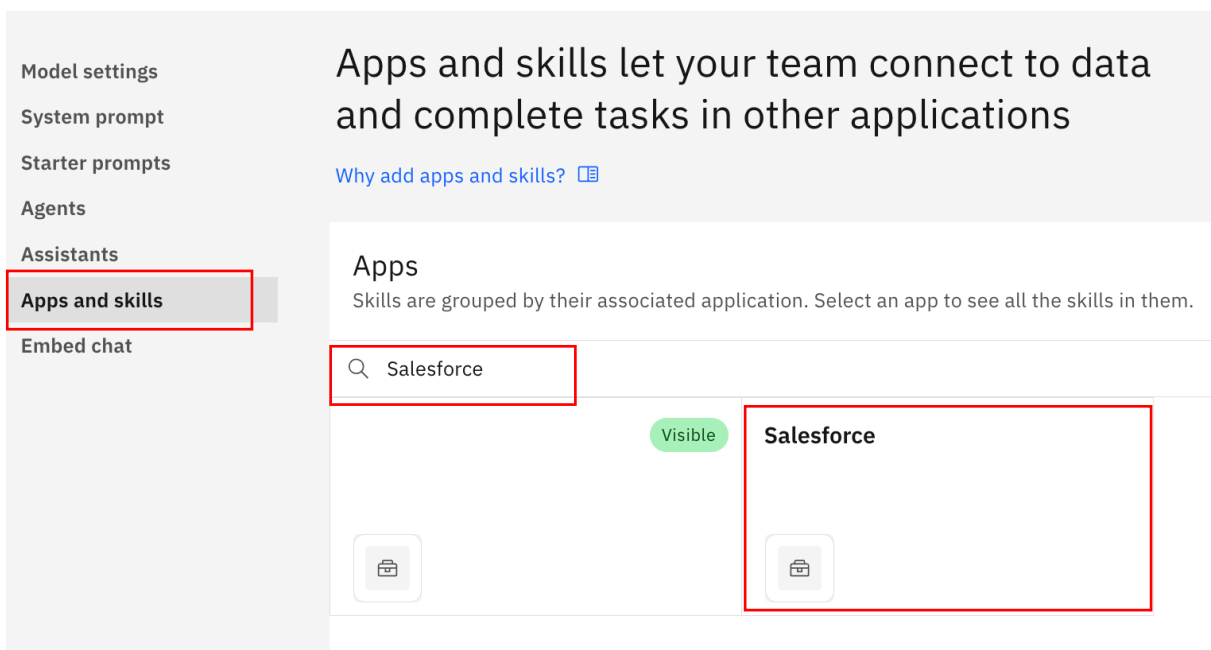 Model settings
System prompt
Starter prompts
Agents
Assistants
Apps and skills
Embed chat
Apps and skills let your team connect to data
and complete tasks in other applications
Why add apps and skills?
Apps
Skills are grouped by their associated application. Select an app to see all the skills in them.
Salesforce
Visible
Salesforce